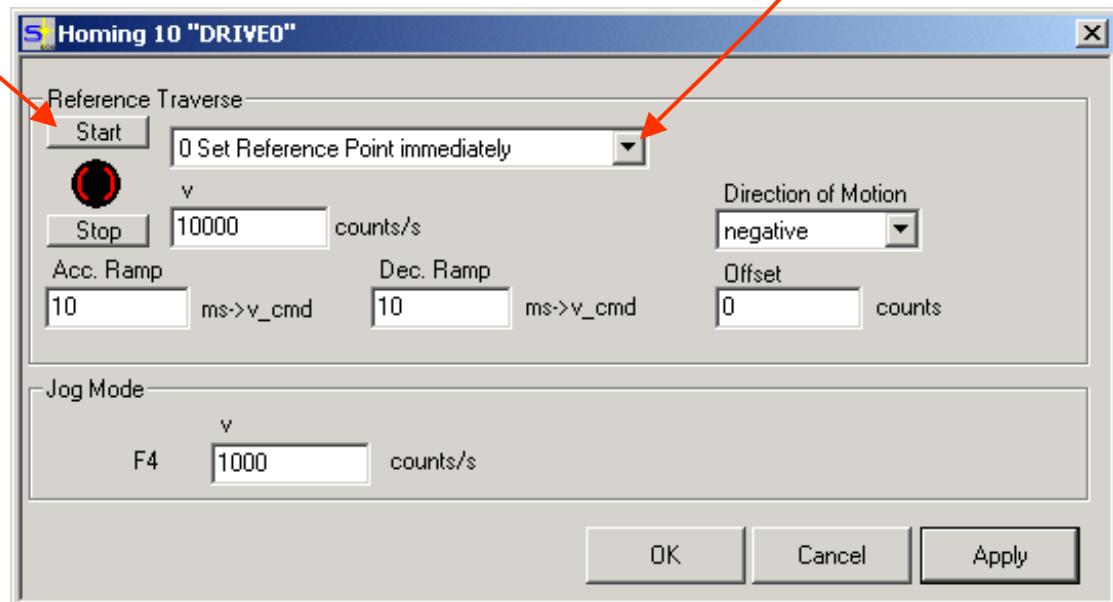 S Homing 10 "DRIVE0"
Reference Traverse
Start
0 Set Reference Point immediately
v
Direction of Motion
Stop 10000 counts/s negative
Acc. Ramp Dec. Ramp Offset
10 ms->v_cmd 10 ms->v_cmd 0 counts
Jog Mode
v
F4 1000 counts/s
OK Cancel Apply